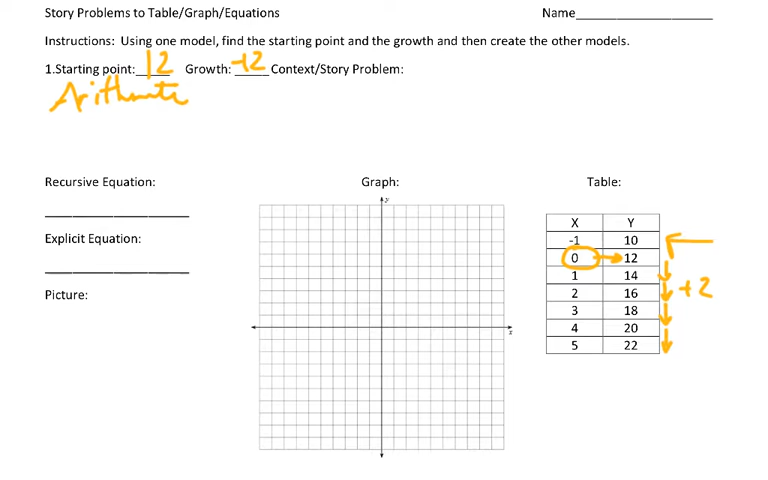 Story Problems to Table/Graph/Equations Name
Instructions: Using one model, find the starting point and the growth and then create the other models.
1.Starting point: 12 Growth: +2 Context/Story Problem:
Arithmetic
Recursive Equation: Graph: Table:
y
X Y
-1 10
Explicit Equation:
0 12
1 14
2 16 +2
Picture:
3 18
4 20
x
5 22